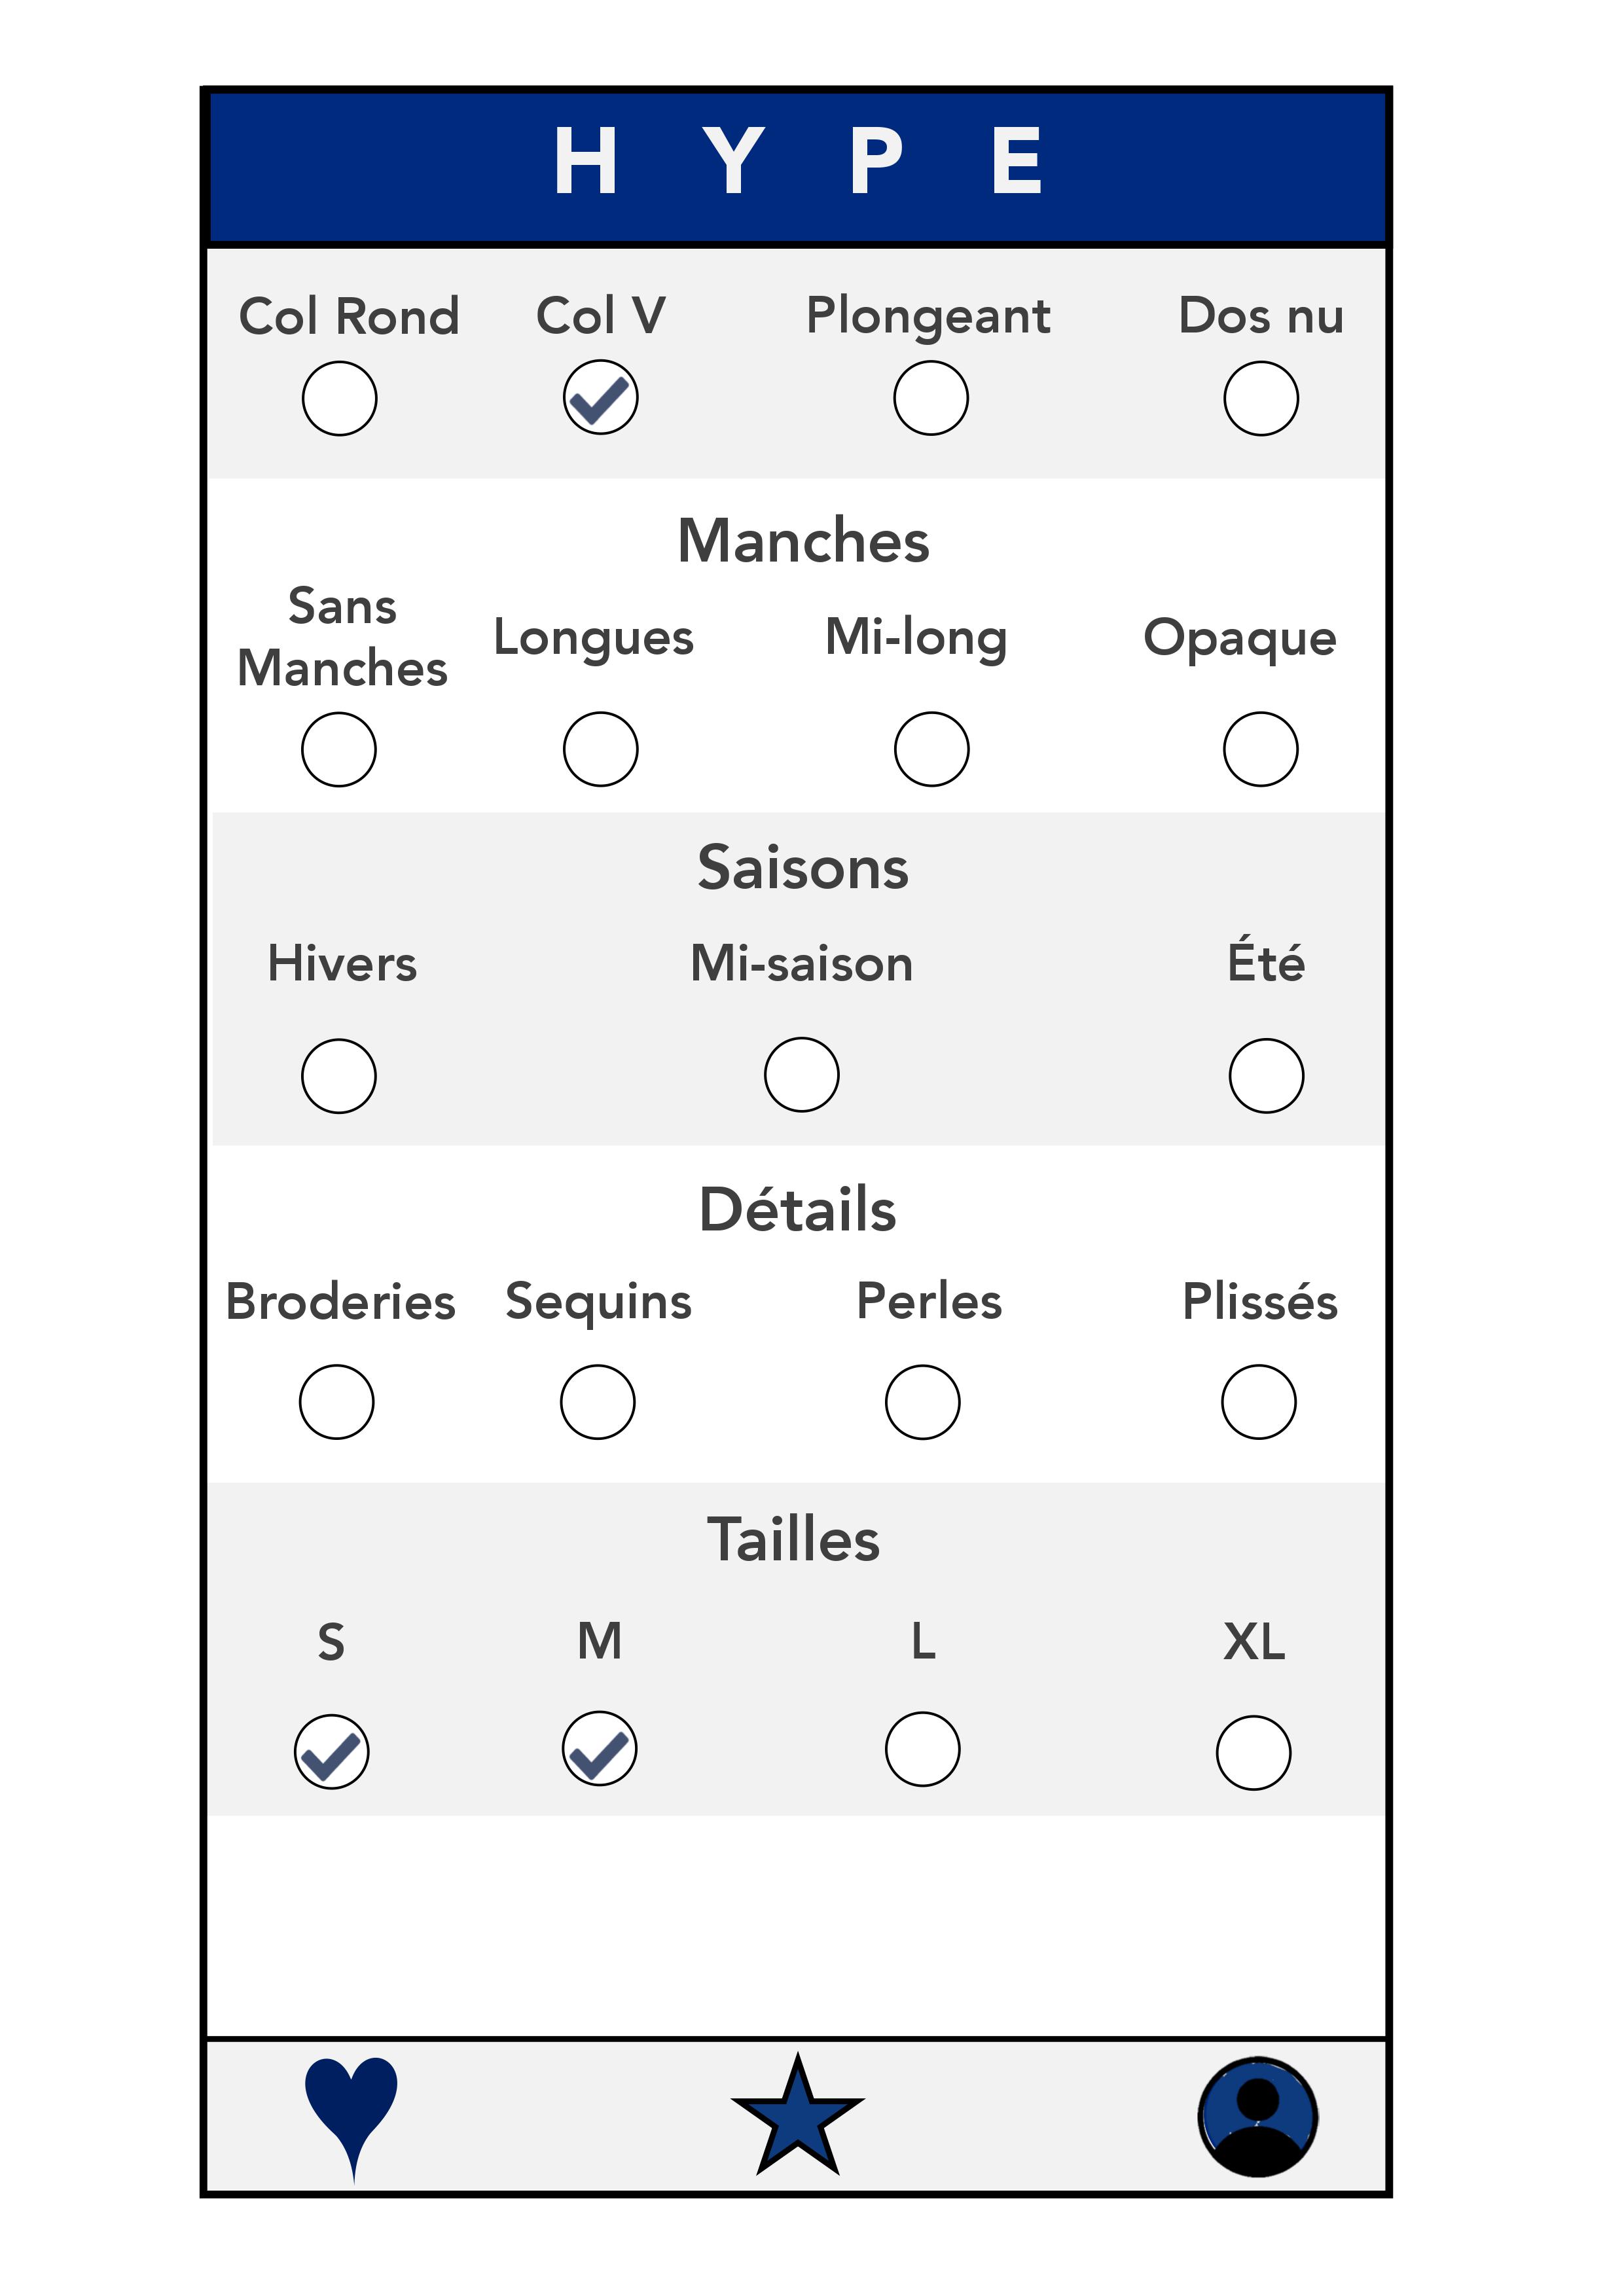 H Y P E
Col Rond Col V Plongeant Dos nu
Manches
Sans
Manches Longues Mi-long Opaque
Saisons
Hivers Mi-saison Été
Détails
Broderies Sequins Perles Plissés
Tailles
S M L XL